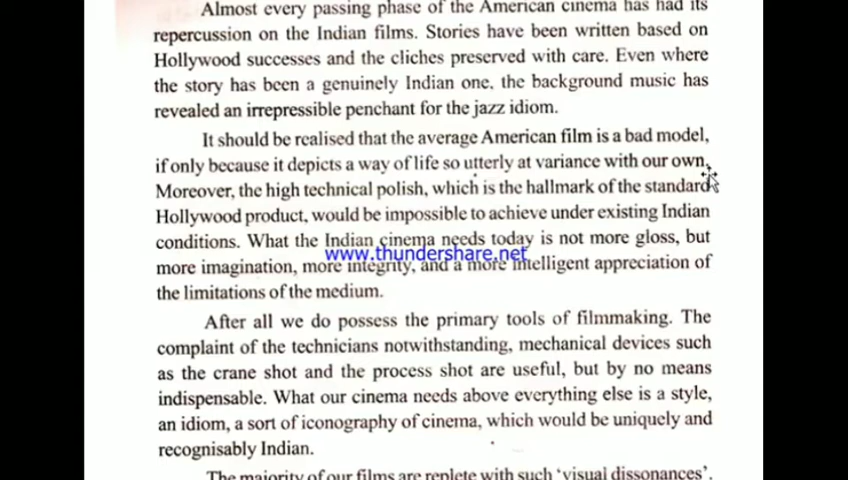 Almost every passing phase of the American cinema has had its
repercussion on the Indian films. Stories have been written based on
Hollywood successes and the cliches preserved with care. Even where
the story has been a genuinely Indian one, the background music has
revealed an irrepressible penchant for the jazz idiom.
It should be realised that the average American film is a bad model,
if only because it depicts a way of life so utterly at variance with our own.
Moreover, the high technical polish, which is the hallmark of the standard
Hollywood product, would be impossible to achieve under existing Indian
conditions. What the Indian cinema needs today is not more gloss, but
www.thundershare.net
more imagination, more integrity, and a more intelligent appreciation of
the limitations of the medium.
After all we do possess the primary tools of filmmaking. The
complaint of the technicians notwithstanding, mechanical devices such
as the crane shot and the process shot are useful, but by no means
indispensable. What our cinema needs above everything else is a style,
an idiom, a sort of iconography of cinema, which would be uniquely and
recognisably Indian.
The majority of our films are replete with such ‘visual dissonances’.